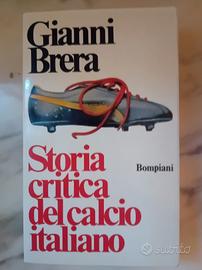 Gianni
Brera
Storia
critica
del calcio
italiano
Bompiani
subito